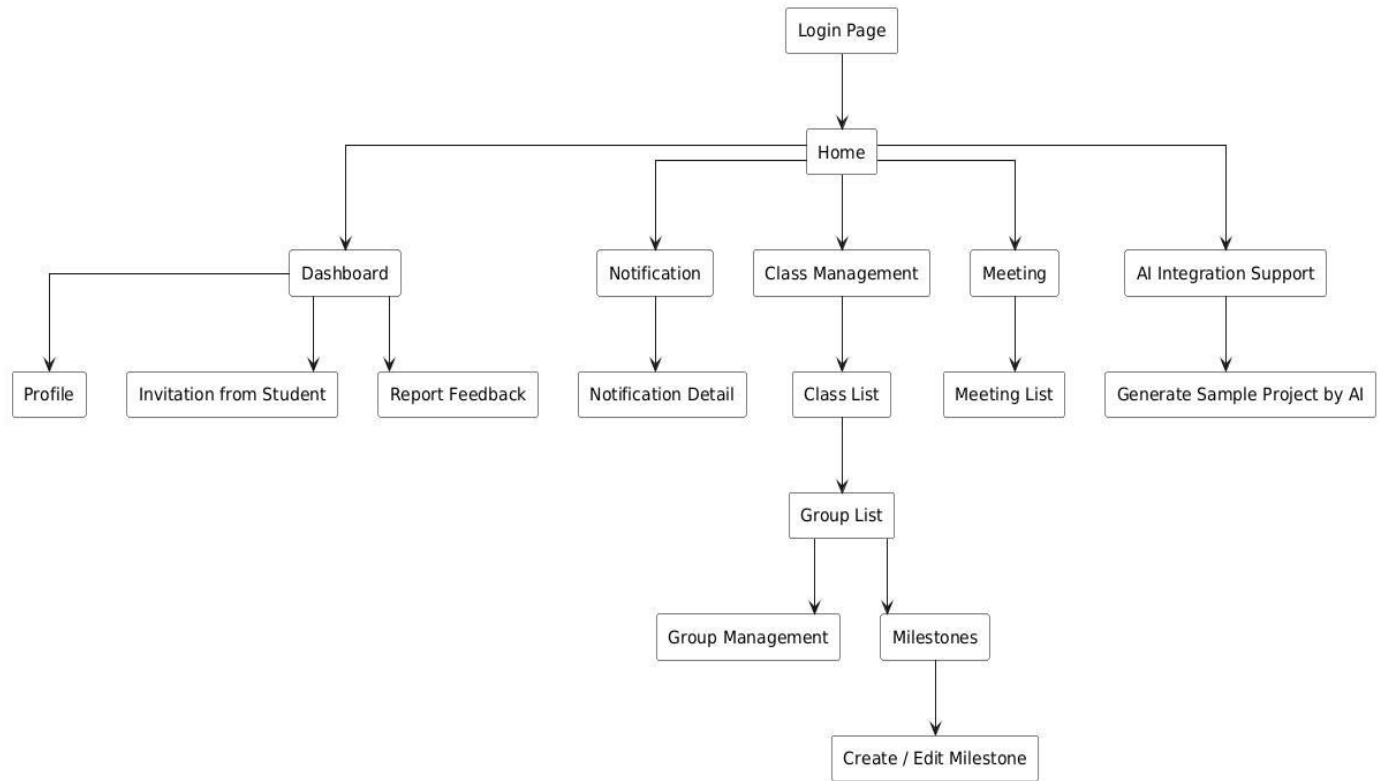 Login Page
Home
Dashboard
Notification
Class Management
Meeting
AI Integration Support
Profile
Invitation from Student
Report Feedback
Notification Detail
Class List
Meeting List
Generate Sample Project by AI
Group List
Group Management
Milestones
Create / Edit Milestone